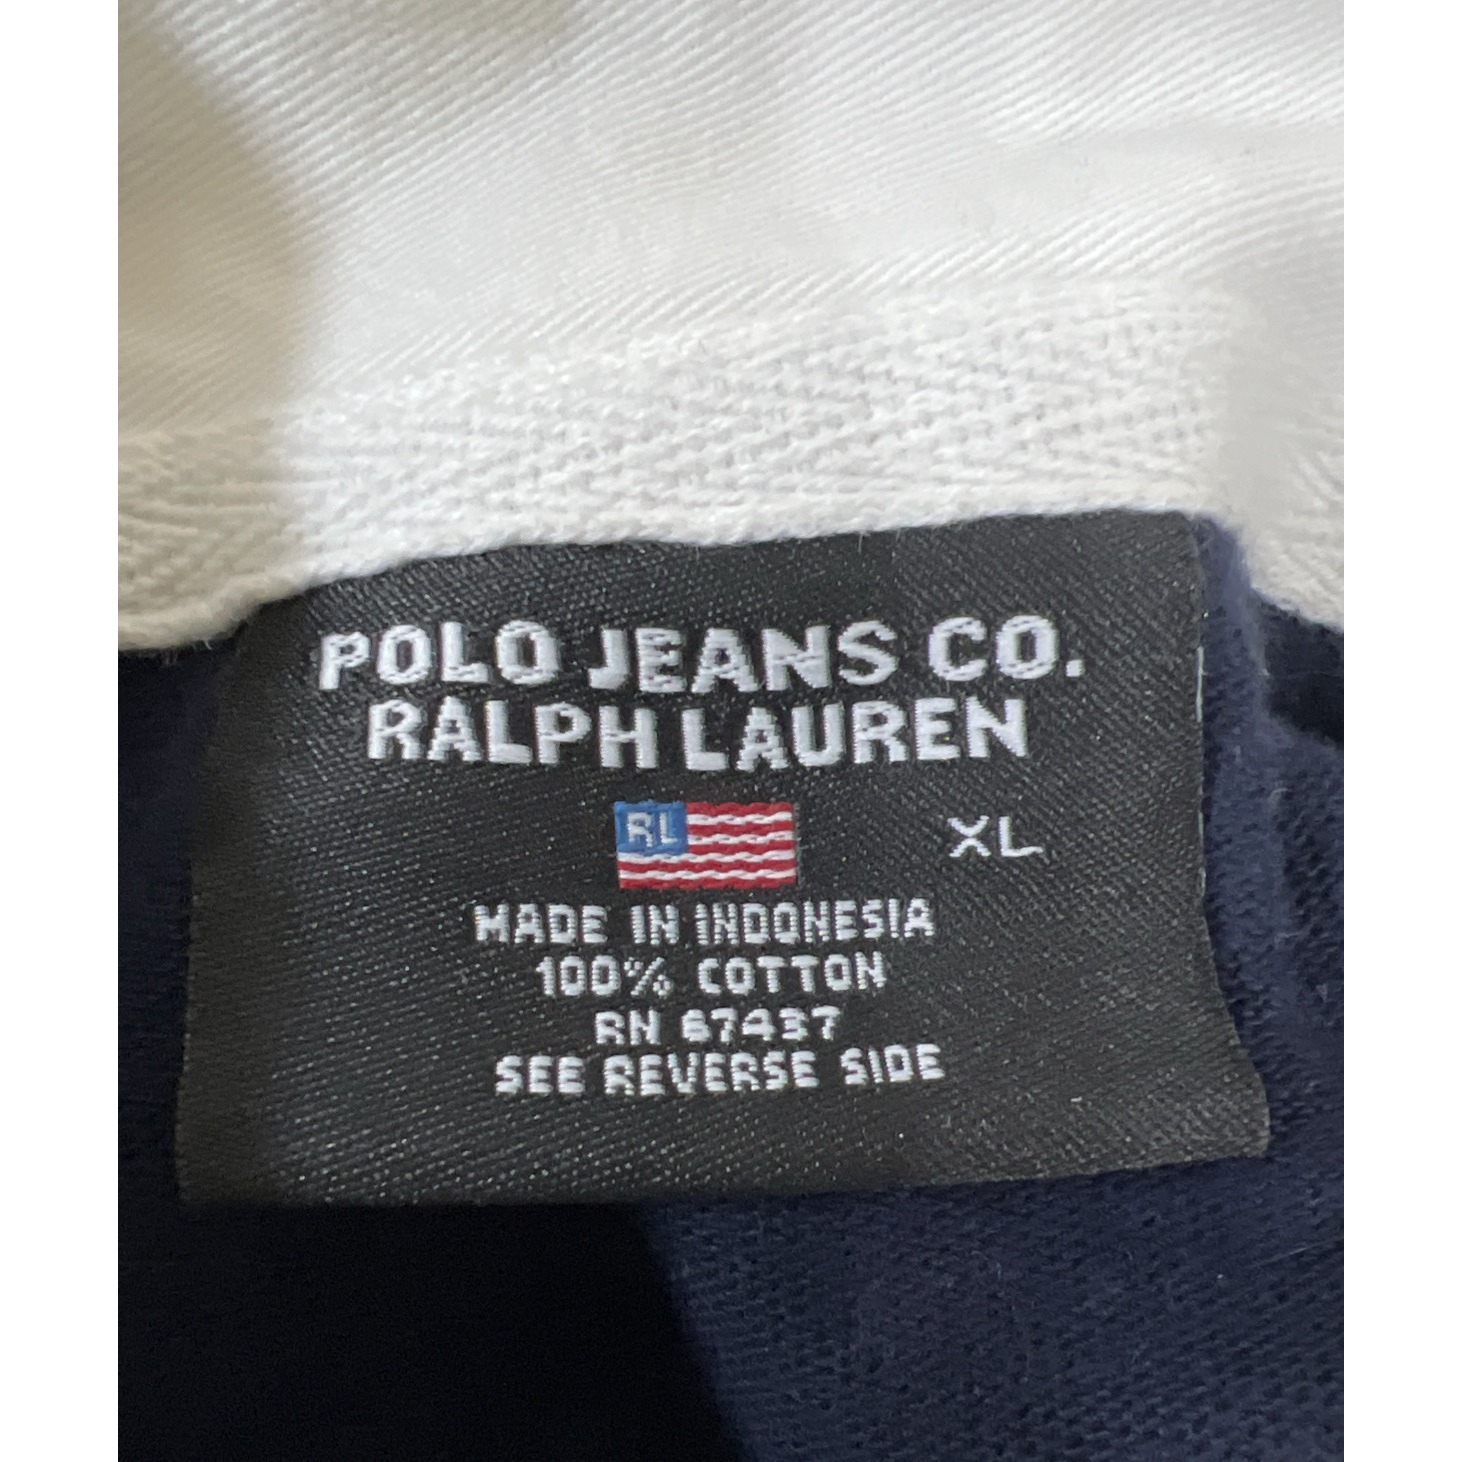 POLO JEANS CO.
RALPH LAUREN
RL
XL
MADE IN INDONESIA
100% COTTON
RN 67437
SEE REVERSE SIDE